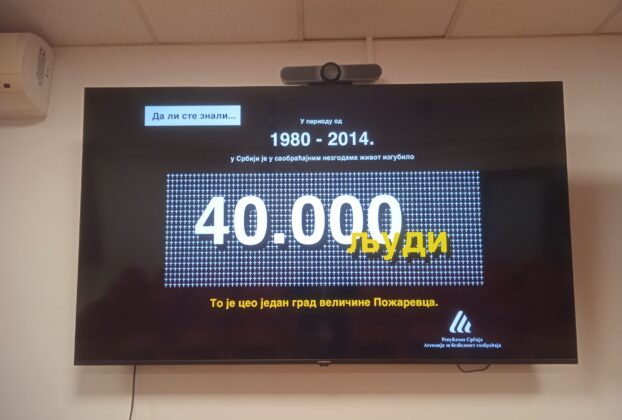 Да ли сте знали...
У периоду од
1980 - 2014.
у Србији је у саобраћајним незгодама живот изгубило
40.000
људи
То је цео један град величине Пожаревца.
Република Србија
Агенција за безбедност саобраћаја